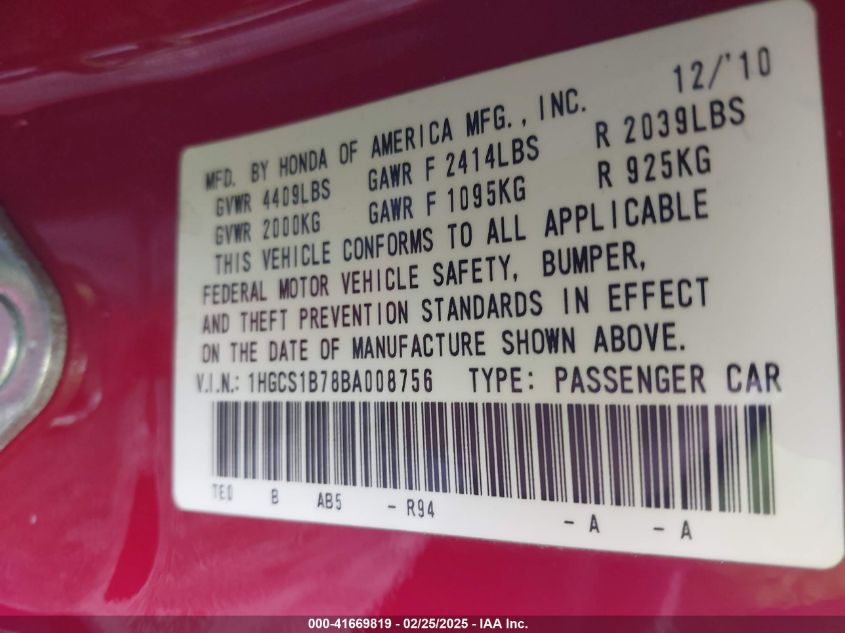 12/'10
MFD. BY HONDA OF AMERICA MFG., INC.
GVWR 4409LBS GAWR F 2414LBS R 2039LBS
GVWR 2000KG GAWR F 1095KG R 925KG
THIS VEHICLE CONFORMS TO ALL APPLICABLE
FEDERAL MOTOR VEHICLE SAFETY, BUMPER,
AND THEFT PREVENTION STANDARDS IN EFFECT
ON THE DATE OF MANUFACTURE SHOWN ABOVE.
V.I.N.: 1HGCS1B78BA008756 TYPE: PASSENGER CAR
TE0 B AB5 - R94 - A - A
000-41669819 - 02/25/2025 - IAA Inc.